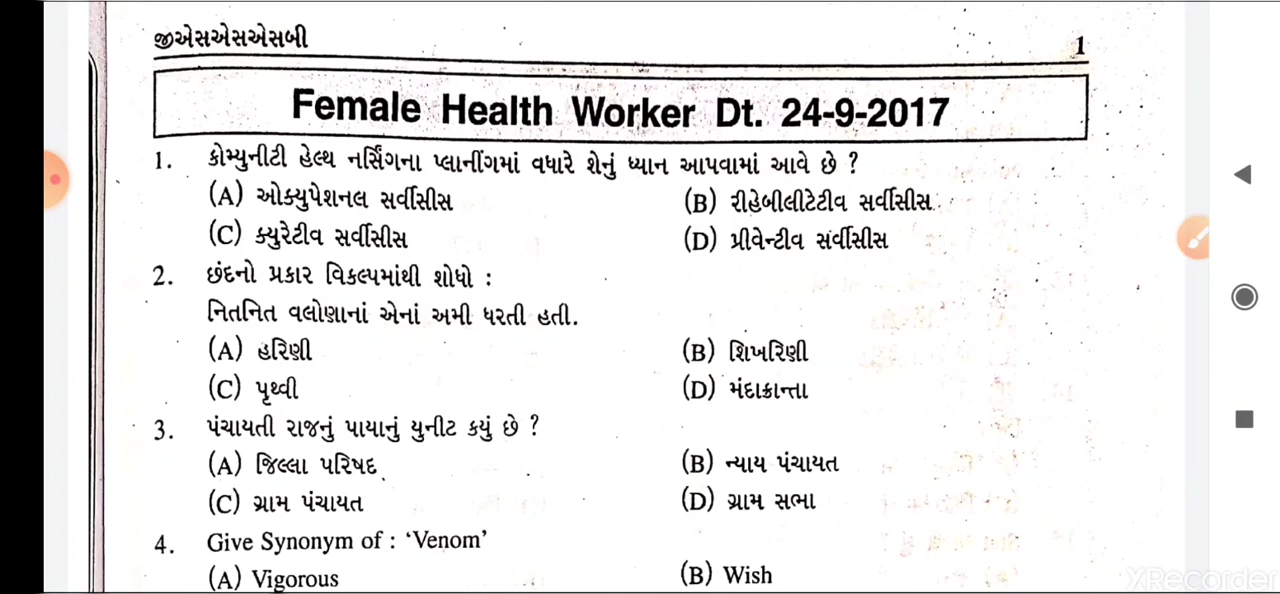 જીએસએસએસબી
1
Female Health Worker Dt. 24-9-2017
1. કોમ્યુનીટી હેલ્થ નર્સિંગના પ્લાનીંગમાં વધારે શેનું ધ્યાન આપવામાં આવે છે ?
(A) ઓક્યુપેશનલ સર્વીસીસ (B) રીહેબીલીટેટીવ સર્વીસીસ
(C) ક્યુરેટીવ સર્વીસીસ (D) પ્રીવેન્ટીવ સર્વીસીસ
2. છંદનો પ્રકાર વિકલ્પમાંથી શોધો :
નિતનિત વલોણાનાં એનાં અમી ધરતી હતી.
(A) હરિણી (B) શિખરિણી
(C) પૃથ્વી (D) મંદાક્રાન્તા
3. પંચાયતી રાજનું પાયાનું યુનીટ કયું છે ?
(A) જિલ્લા પરિષદ (B) ન્યાય પંચાયત
(C) ગ્રામ પંચાયત (D) ગ્રામ સભા
4. Give Synonym of : ‘Venom’
(A) Vigorous (B) Wish
XRecorder